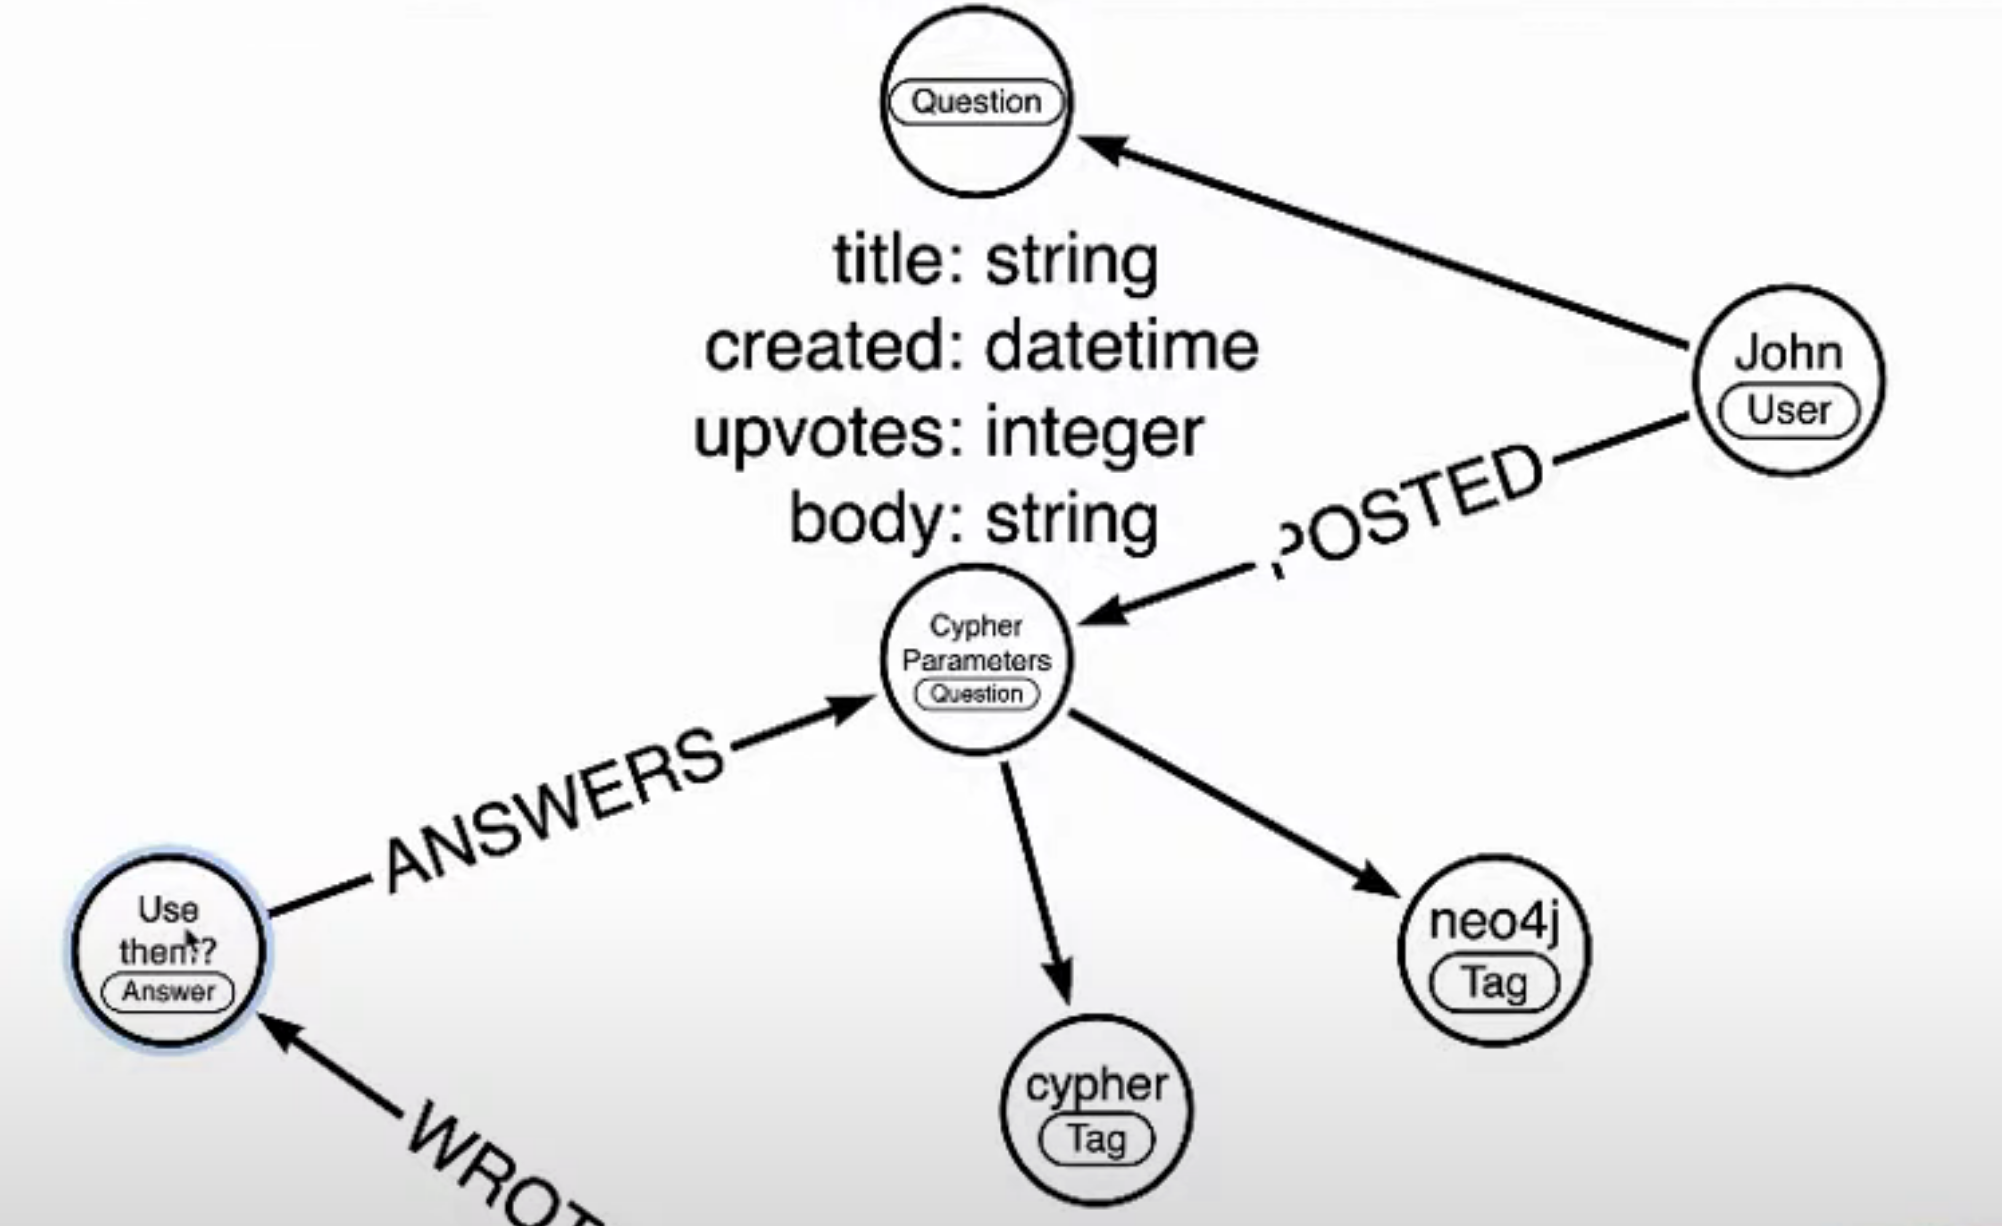 Question
title: string
created: datetime
upvotes: integer
body: string
John
User
POSTED
Cypher
Parameters
Question
ANSWERS
Use
them?
Answer
neo4j
Tag
cypher
Tag
WROT